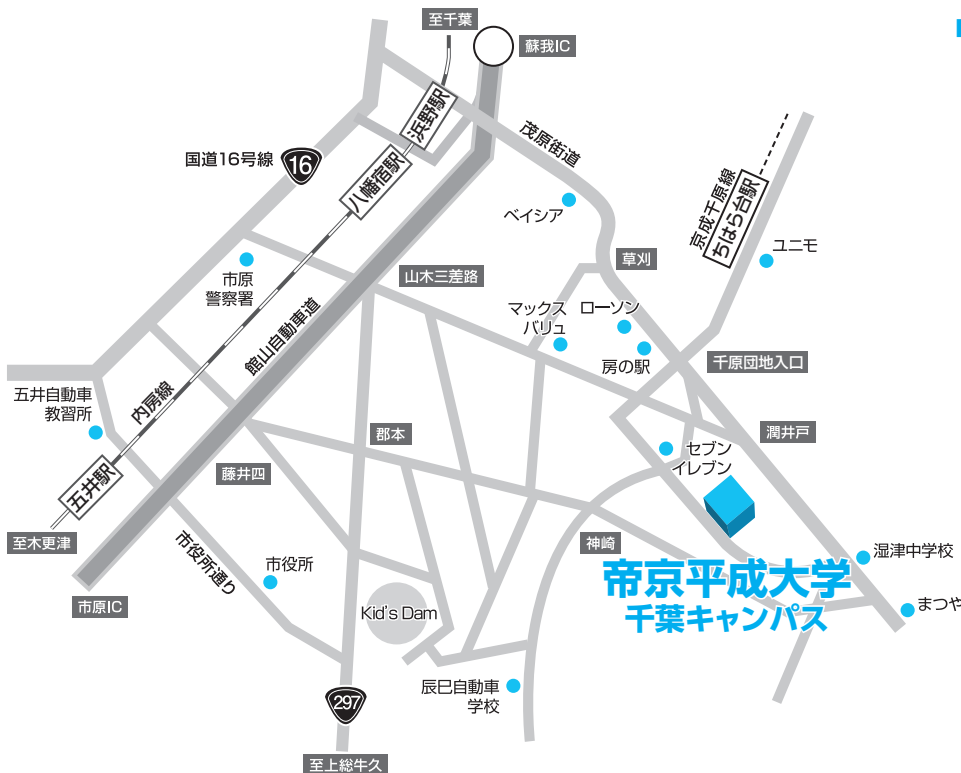 至千葉
蘇我IC
浜野駅
茂原街道
国道16号線
16
八幡宿駅
京成千原線
ちはら台駅
ベイシア
ユニモ
草刈
市原
警察署
山木三差路
マックス
バリュ
ローソン
房の駅
館山自動車道
千原団地入口
五井自動車
教習所
内房線
郡本
潤井戸
セブン
イレブン
藤井四
五井駅
至木更津
神崎
市役所通り
市役所
湿津中学校
帝京平成大学
千葉キャンパス
市原IC
Kid's Dam
まつや
辰巳自動車
学校
297
至上総牛久